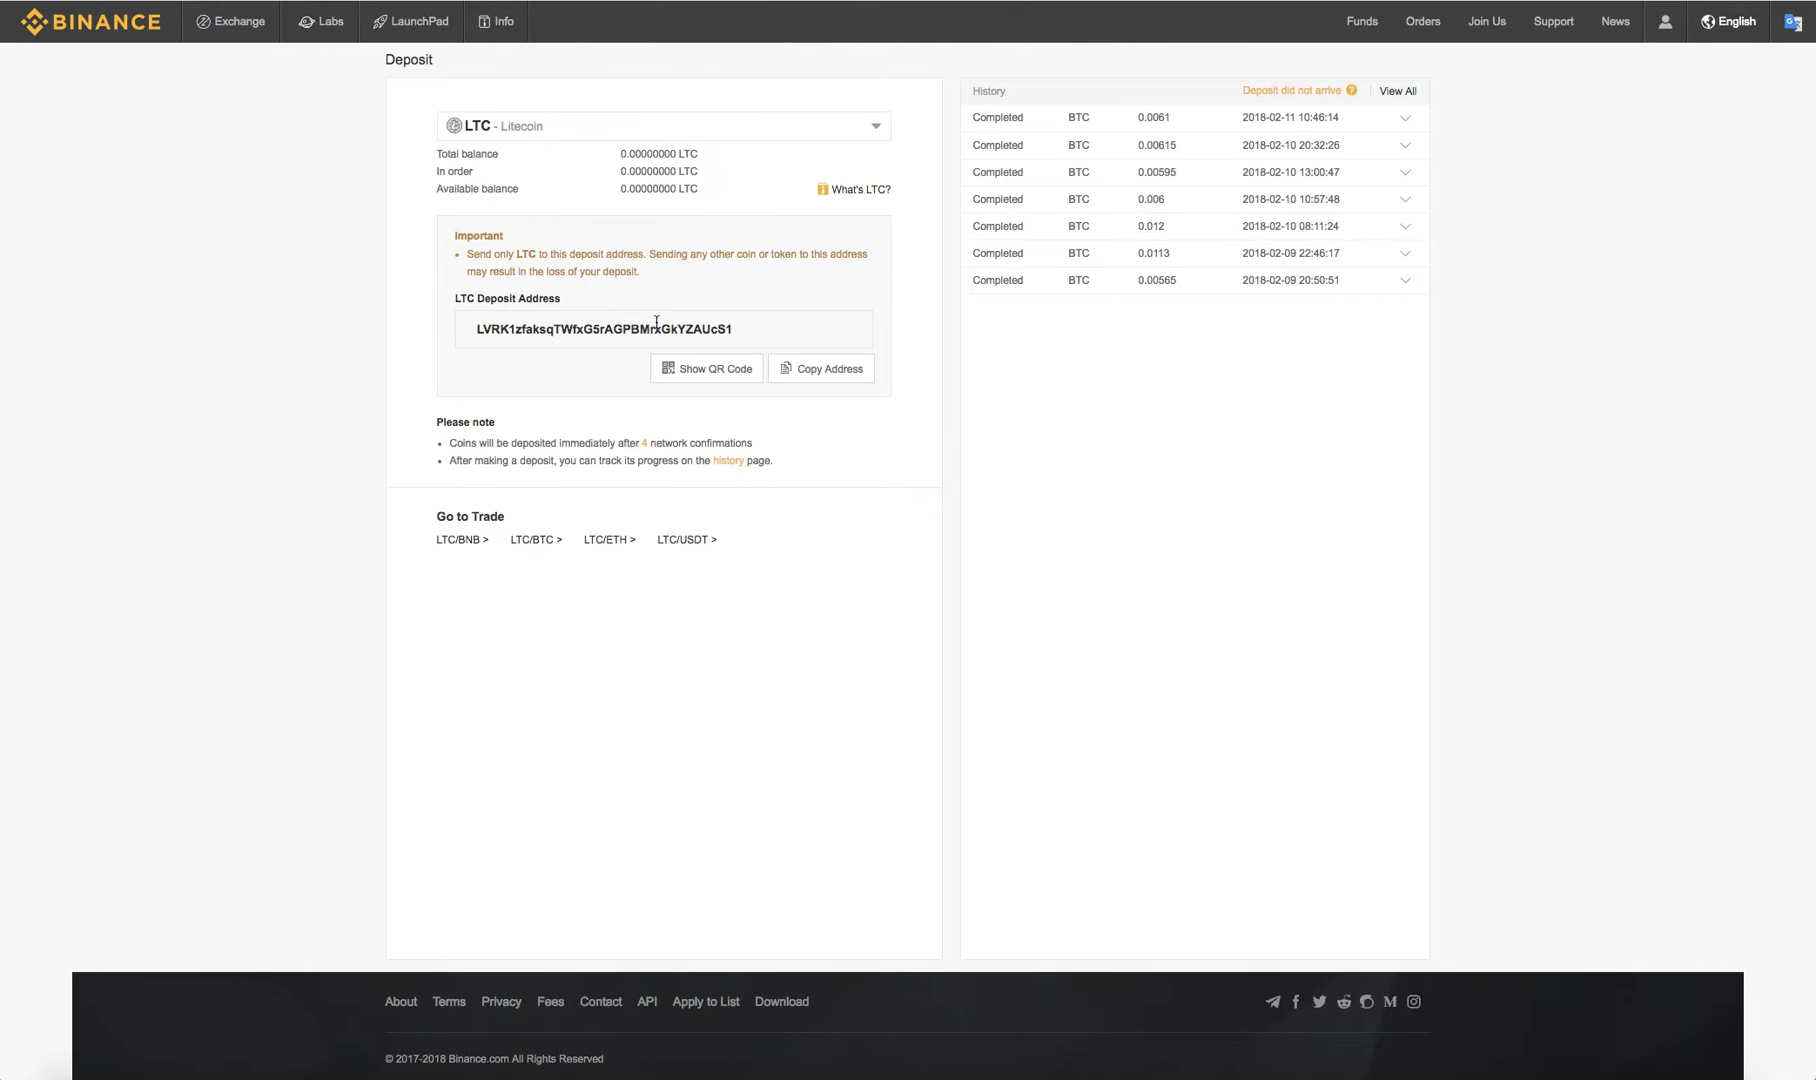 BINANCE Exchange Labs LaunchPad Info Funds Orders Join Us Support News English
Deposit
LTC - Litecoin
Total balance 0.00000000 LTC
In order 0.00000000 LTC
Available balance 0.00000000 LTC What's LTC?
Important
• Send only LTC to this deposit address. Sending any other coin or token to this address
may result in the loss of your deposit.
LTC Deposit Address
LVRK1zfaksqTWfxG5rAGPBMrxGkYZAUcS1
Show QR Code Copy Address
Please note
• Coins will be deposited immediately after 4 network confirmations
• After making a deposit, you can track its progress on the history page.
Go to Trade
LTC/BNB > LTC/BTC > LTC/ETH > LTC/USDT >
History Deposit did not arrive ? View All
Completed BTC 0.0061 2018-02-11 10:46:14
Completed BTC 0.00615 2018-02-10 20:32:26
Completed BTC 0.00595 2018-02-10 13:00:47
Completed BTC 0.006 2018-02-10 10:57:48
Completed BTC 0.012 2018-02-10 08:11:24
Completed BTC 0.0113 2018-02-09 22:46:17
Completed BTC 0.00565 2018-02-09 20:50:51
About Terms Privacy Fees Contact API Apply to List Download
© 2017-2018 Binance.com All Rights Reserved